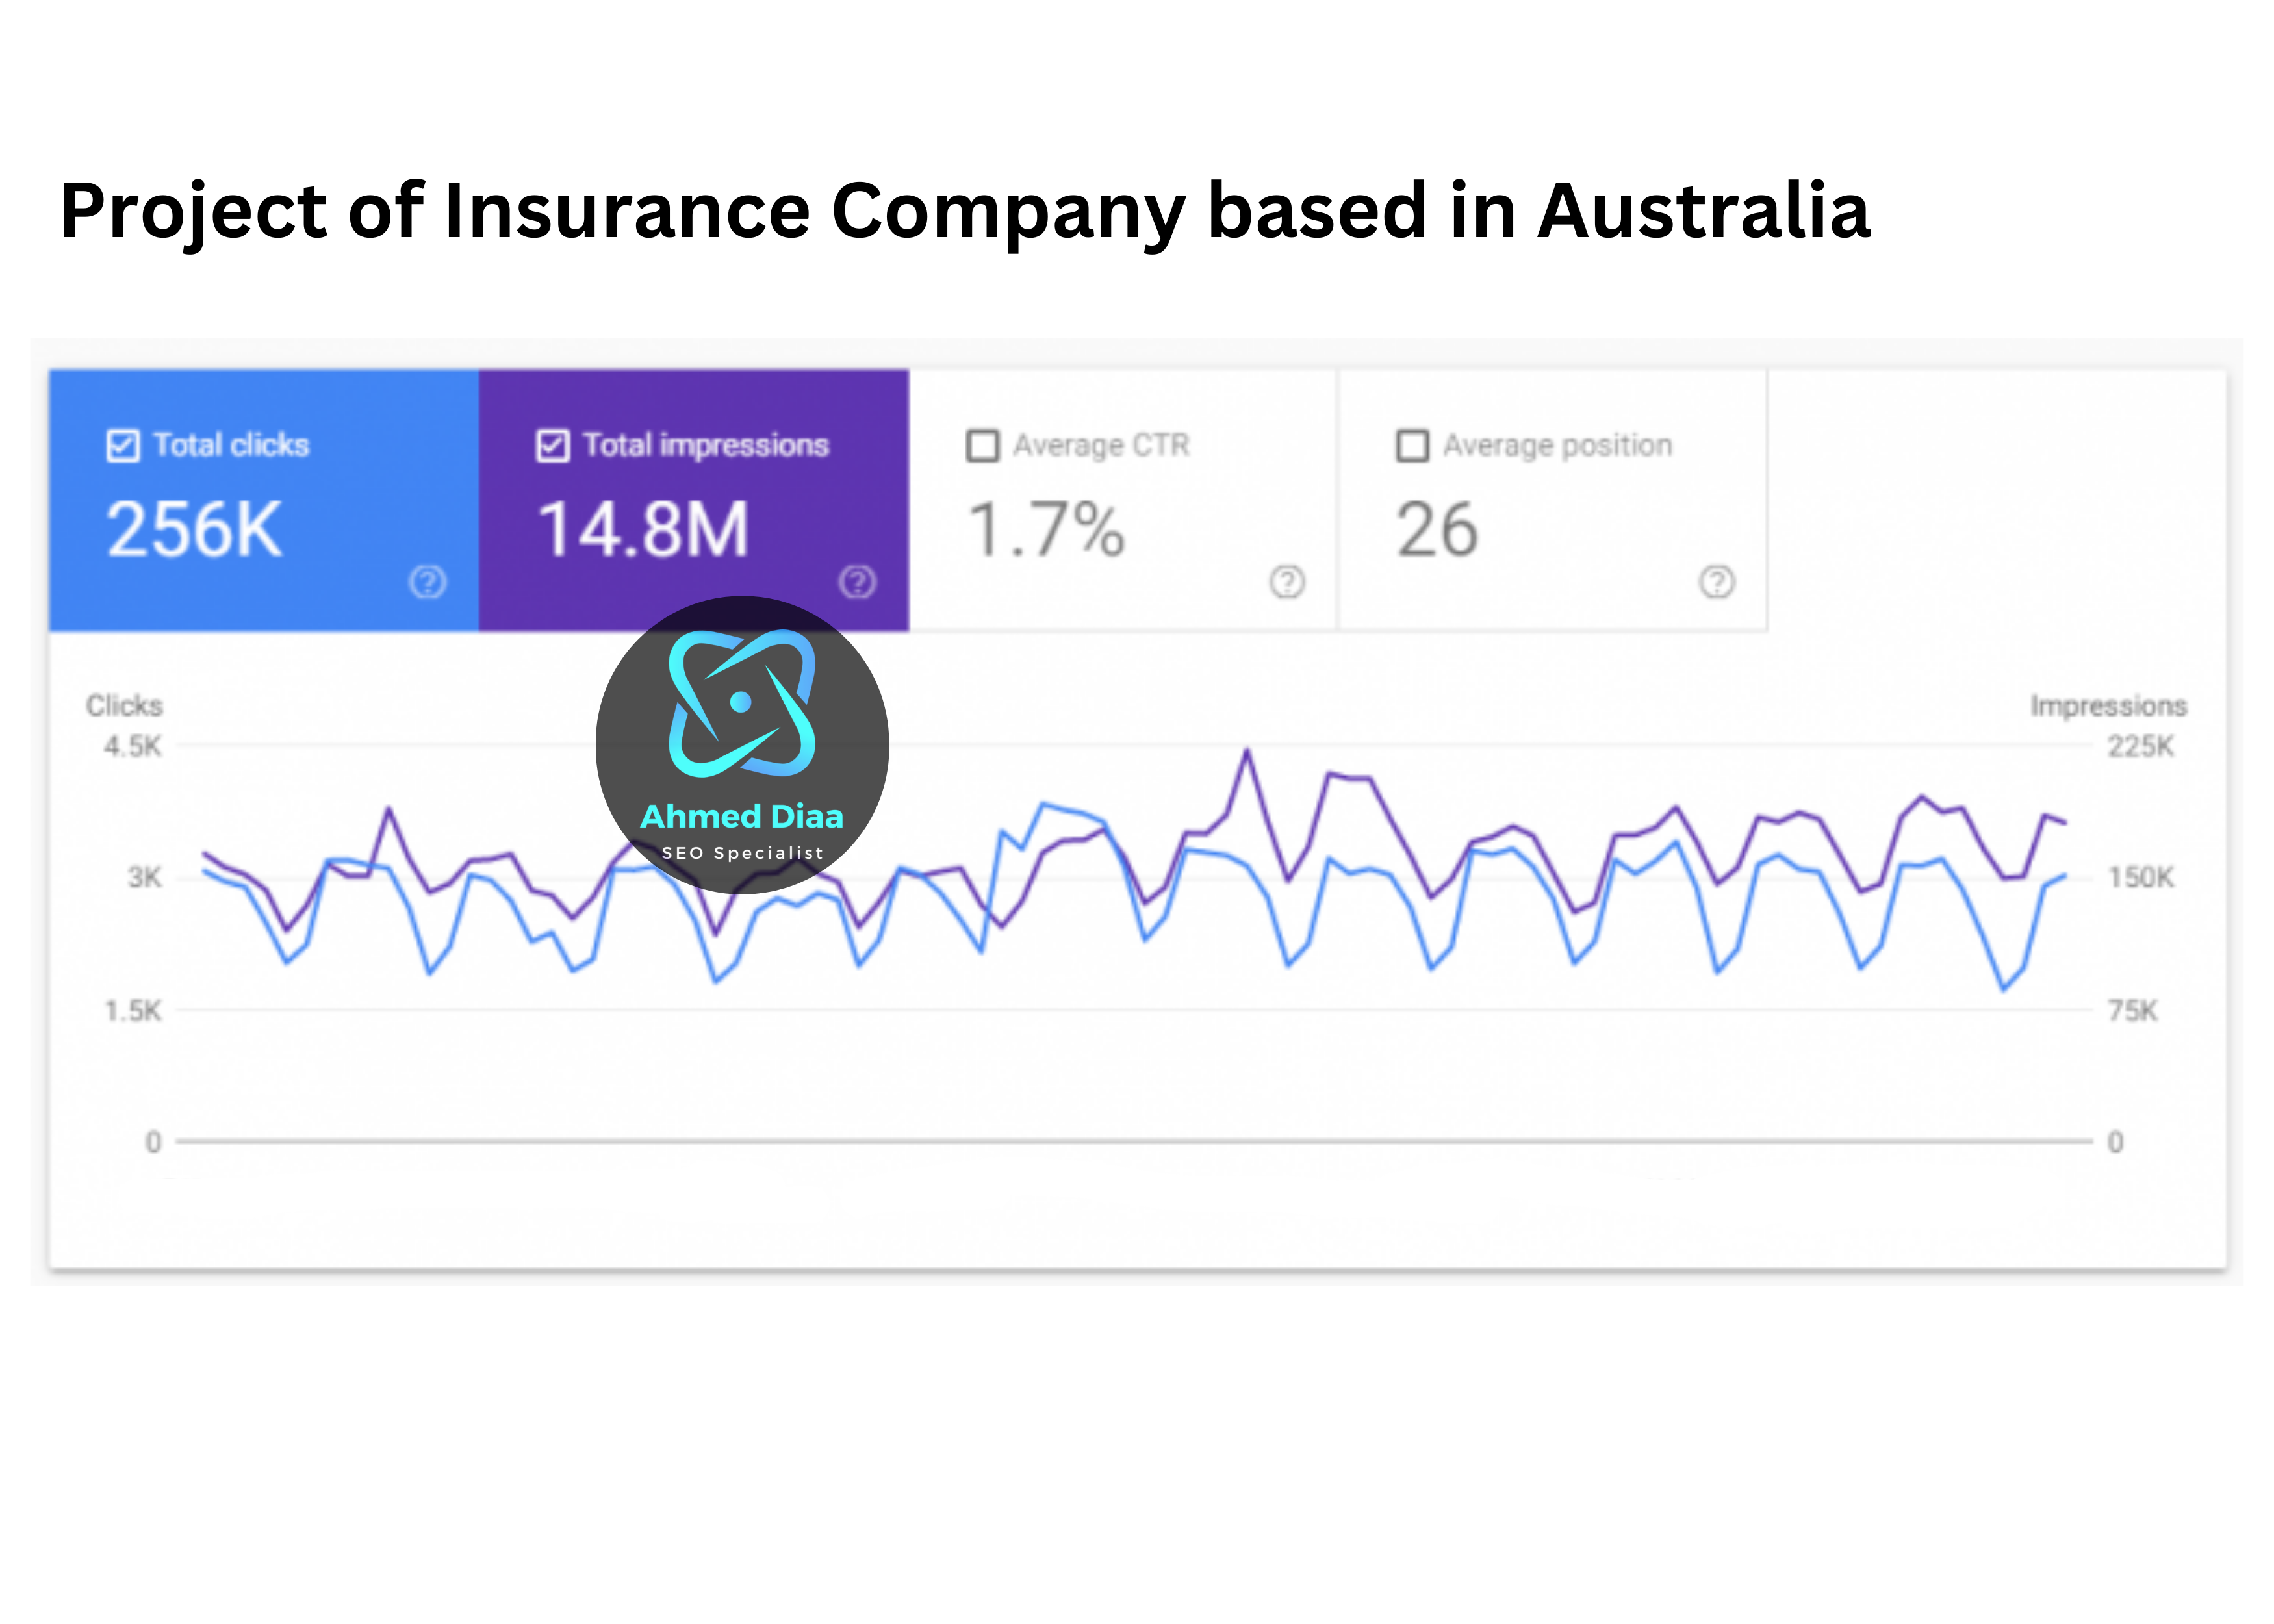 Project of Insurance Company based in Australia
Total clicks
256K
Total impressions
14.8M
Average CTR
1.7%
Average position
26
Clicks
Impressions
4.5K
225K
3K
150K
1.5K
75K
0
0
Ahmed Diaa
SEO Specialist